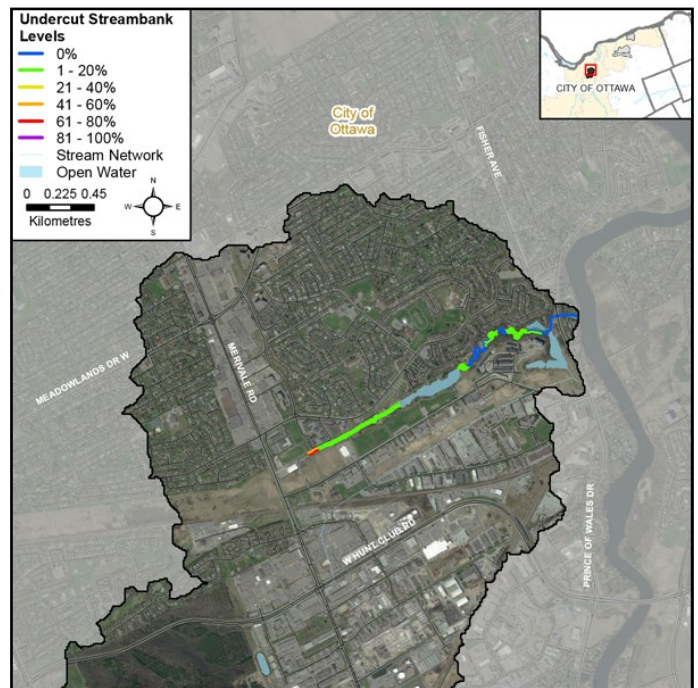 Undercut Streambank
Levels
0%
1 - 20%
21 - 40%
41 - 60%
61 - 80%
81 - 100%
Stream Network
Open Water
0 0.225 0.45
Kilometres
N
W E
S
CITY OF OTTAWA
City of
Ottawa
FISHER AVE
MEADOWLANDS DR W
MERIVALE RD
W HUNT CLUB RD
PRINCE OF WALES DR